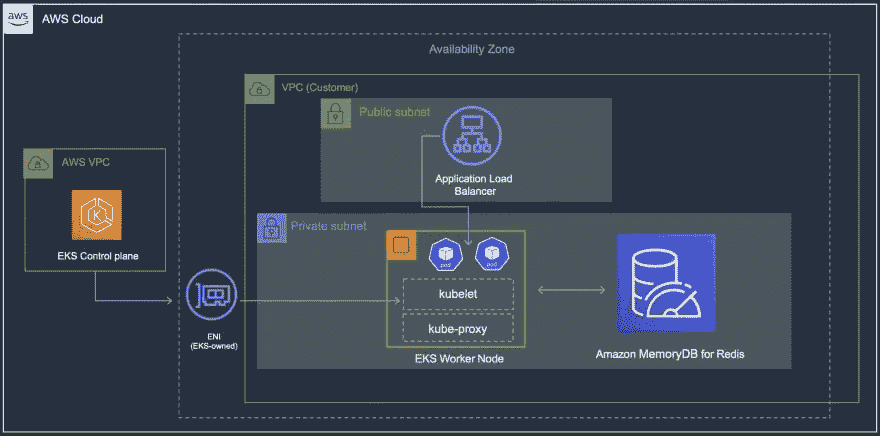 aws
AWS Cloud
Availability Zone
VPC (Customer)
Public subnet
Application Load
Balancer
AWS VPC
EKS Control plane
Private subnet
pod
pod
kubelet
kube-proxy
EKS Worker Node
ENI
(EKS-owned)
Amazon MemoryDB for Redis